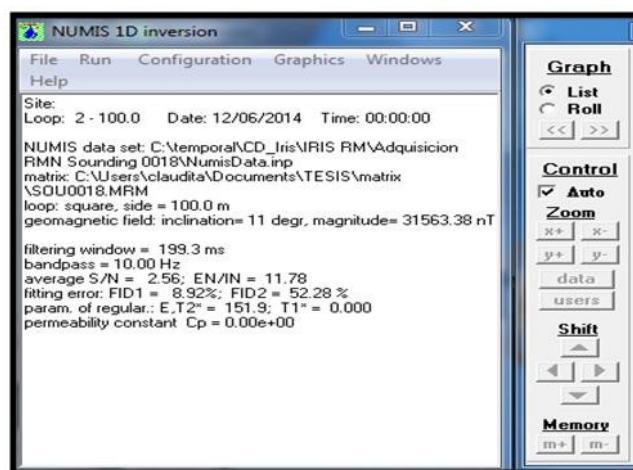 NUMIS 1D inversion
File Run Configuration Graphics Windows
Help
Site:
Loop: 2 - 100.0 Date: 12/06/2014 Time: 00:00:00
NUMIS data set: C:\temporal\CD_Iris\IRIS RM\Adquisicion
RMN Sounding 0018\NumisData.inp
matrix: C:\Users\claudita\Documents\TESIS\matrix
\SOU0018.MRM
loop: square, side = 100.0 m
geomagnetic field: inclination= 11 degr, magnitude= 31563.38 nT
filtering window = 199.3 ms
bandpass = 10.00 Hz
average S/N = 2.56; EN/IN = 11.78
fitting error: FID1 = 8.92%; FID2 = 52.28 %
param. of regular.: E,T2* = 151.9; T1* = 0.000
permeability constant Cp = 0.00e+00
Graph
List
Roll
<< >>
Control
Auto
Zoom
x+ x-
y+ y-
data
users
Shift
Memory
m+ m-